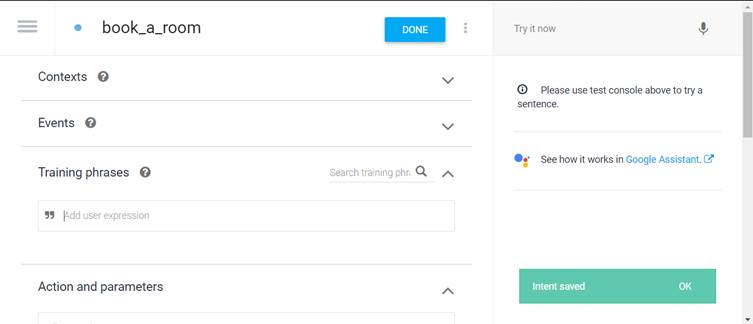 book_a_room
DONE
Contexts
Events
Training phrases
Search training phr
Add user expression
Action and parameters
Try it now
Please use test console above to try a
sentence.
See how it works in Google Assistant.
Intent saved
OK